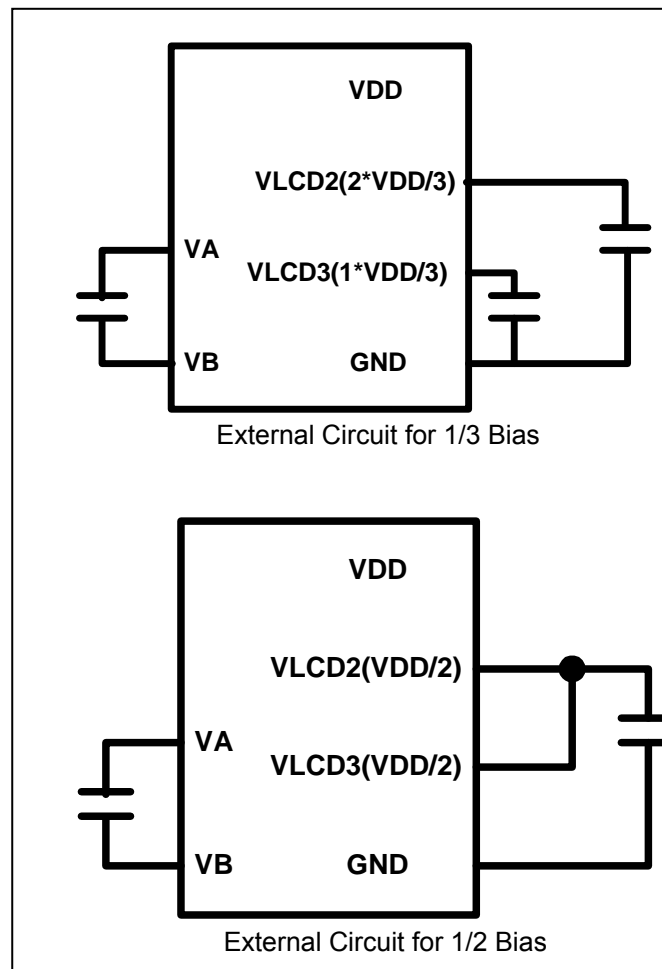 VDD
VLCD2(2*VDD/3)
VA
VLCD3(1*VDD/3)
VB
GND
External Circuit for 1/3 Bias
VDD
VLCD2(VDD/2)
VA
VLCD3(VDD/2)
VB
GND
External Circuit for 1/2 Bias